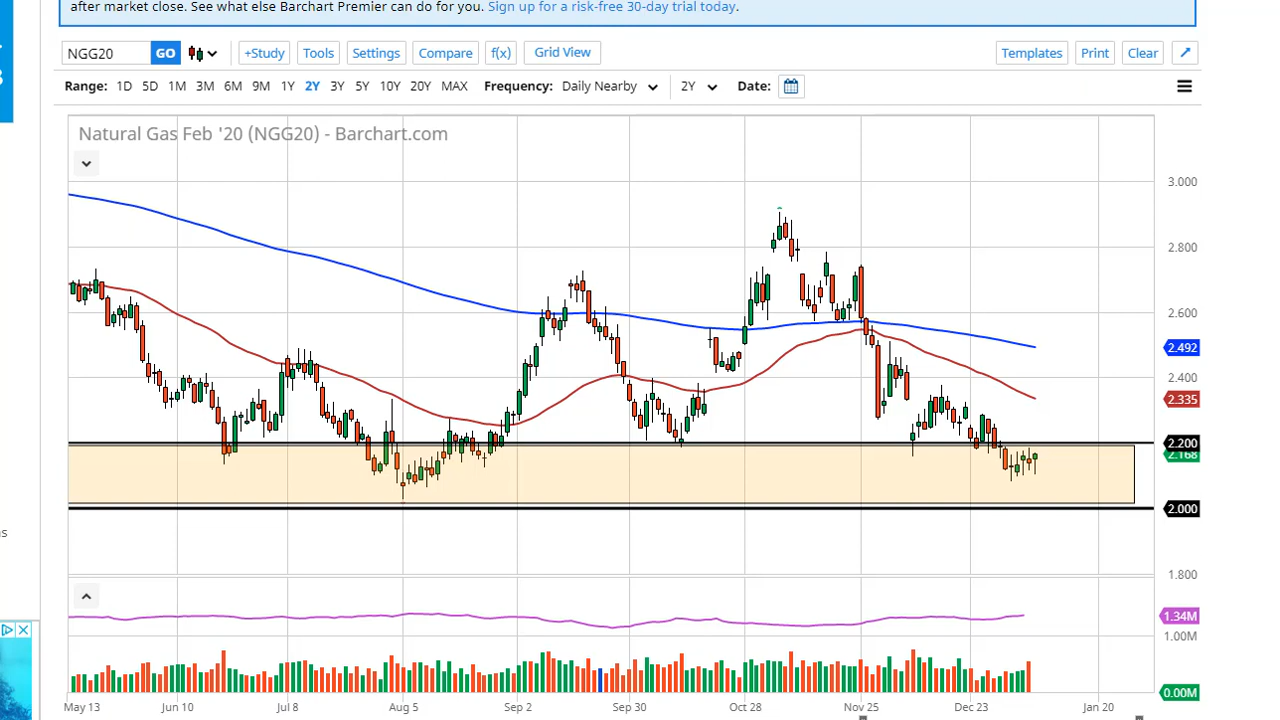 after market close. See what else Barchart Premier can do for you. Sign up for a risk-free 30-day trial today.
NGG20 GO +Study Tools Settings Compare f(x) Grid View Templates Print Clear
Range: 1D 5D 1M 3M 6M 9M 1Y 2Y 3Y 5Y 10Y 20Y MAX Frequency: Daily Nearby 2Y Date:
Natural Gas Feb '20 (NGG20) - Barchart.com
3.000
2.800
2.600
2.492
2.400
2.335
2.200
2.168
2.000
1.800
1.34M
1.00M
0.00M
May 13 Jun 10 Jul 8 Aug 5 Sep 2 Sep 30 Oct 28 Nov 25 Dec 23 Jan 20